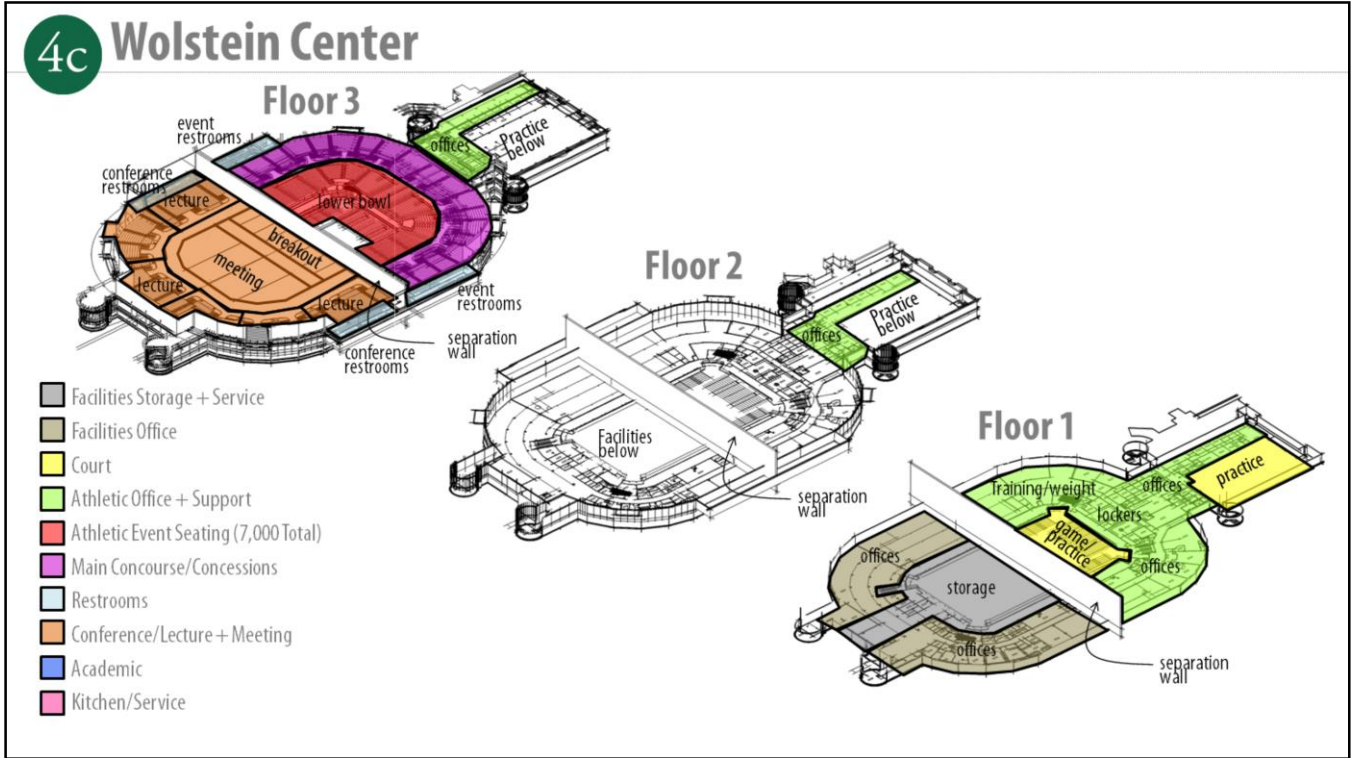 4c Wolstein Center
Floor 3
event
restrooms
conference
restrooms
lecture
lower bowl
breakout
meeting
lecture
lecture
offices
Practice
below
event
restrooms
separation
wall
conference
restrooms
Floor 2
offices
Practice
below
Facilities
below
separation
wall
Floor 1
Training/weight
lockers
offices
practice
game/
practice
offices
offices
storage
offices
separation
wall
Facilities Storage + Service
Facilities Office
Court
Athletic Office + Support
Athletic Event Seating (7,000 Total)
Main Concourse/Concessions
Restrooms
Conference/Lecture + Meeting
Academic
Kitchen/Service